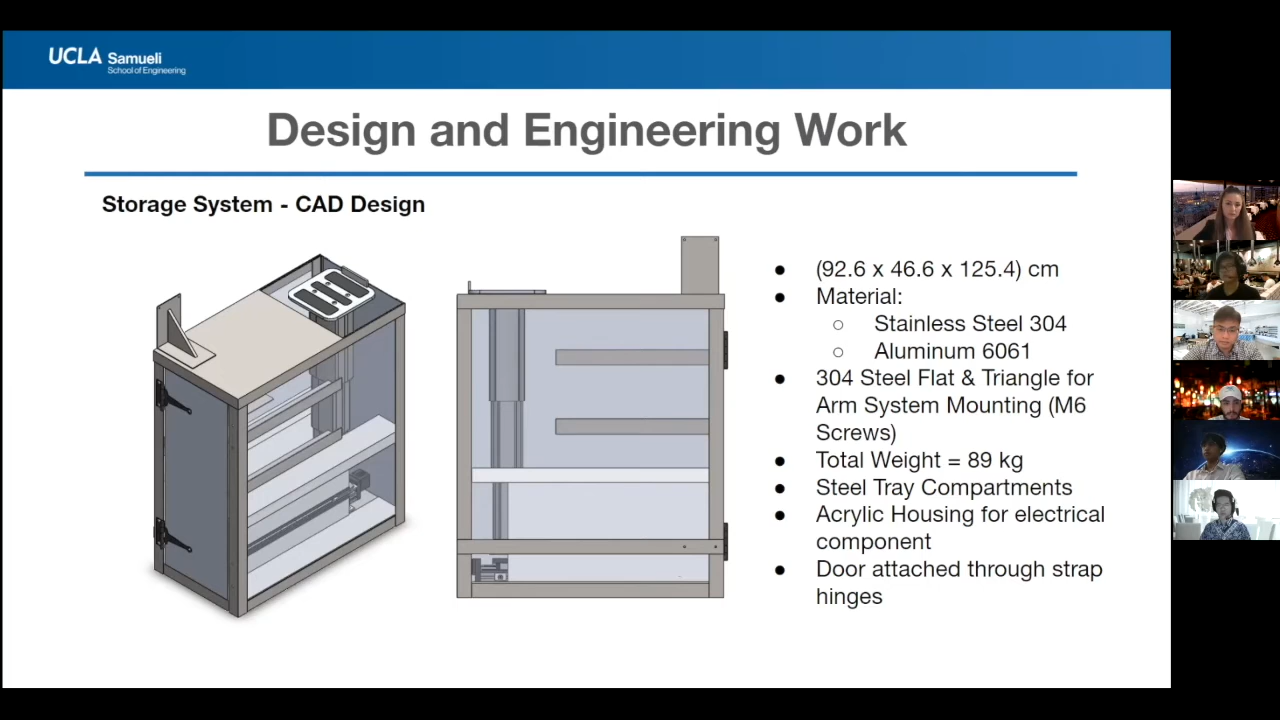 UCLA Samueli
School of Engineering
Design and Engineering Work
Storage System - CAD Design
● (92.6 x 46.6 x 125.4) cm
● Material:
○ Stainless Steel 304
○ Aluminum 6061
● 304 Steel Flat & Triangle for
Arm System Mounting (M6
Screws)
● Total Weight = 89 kg
● Steel Tray Compartments
● Acrylic Housing for electrical
component
● Door attached through strap
hinges